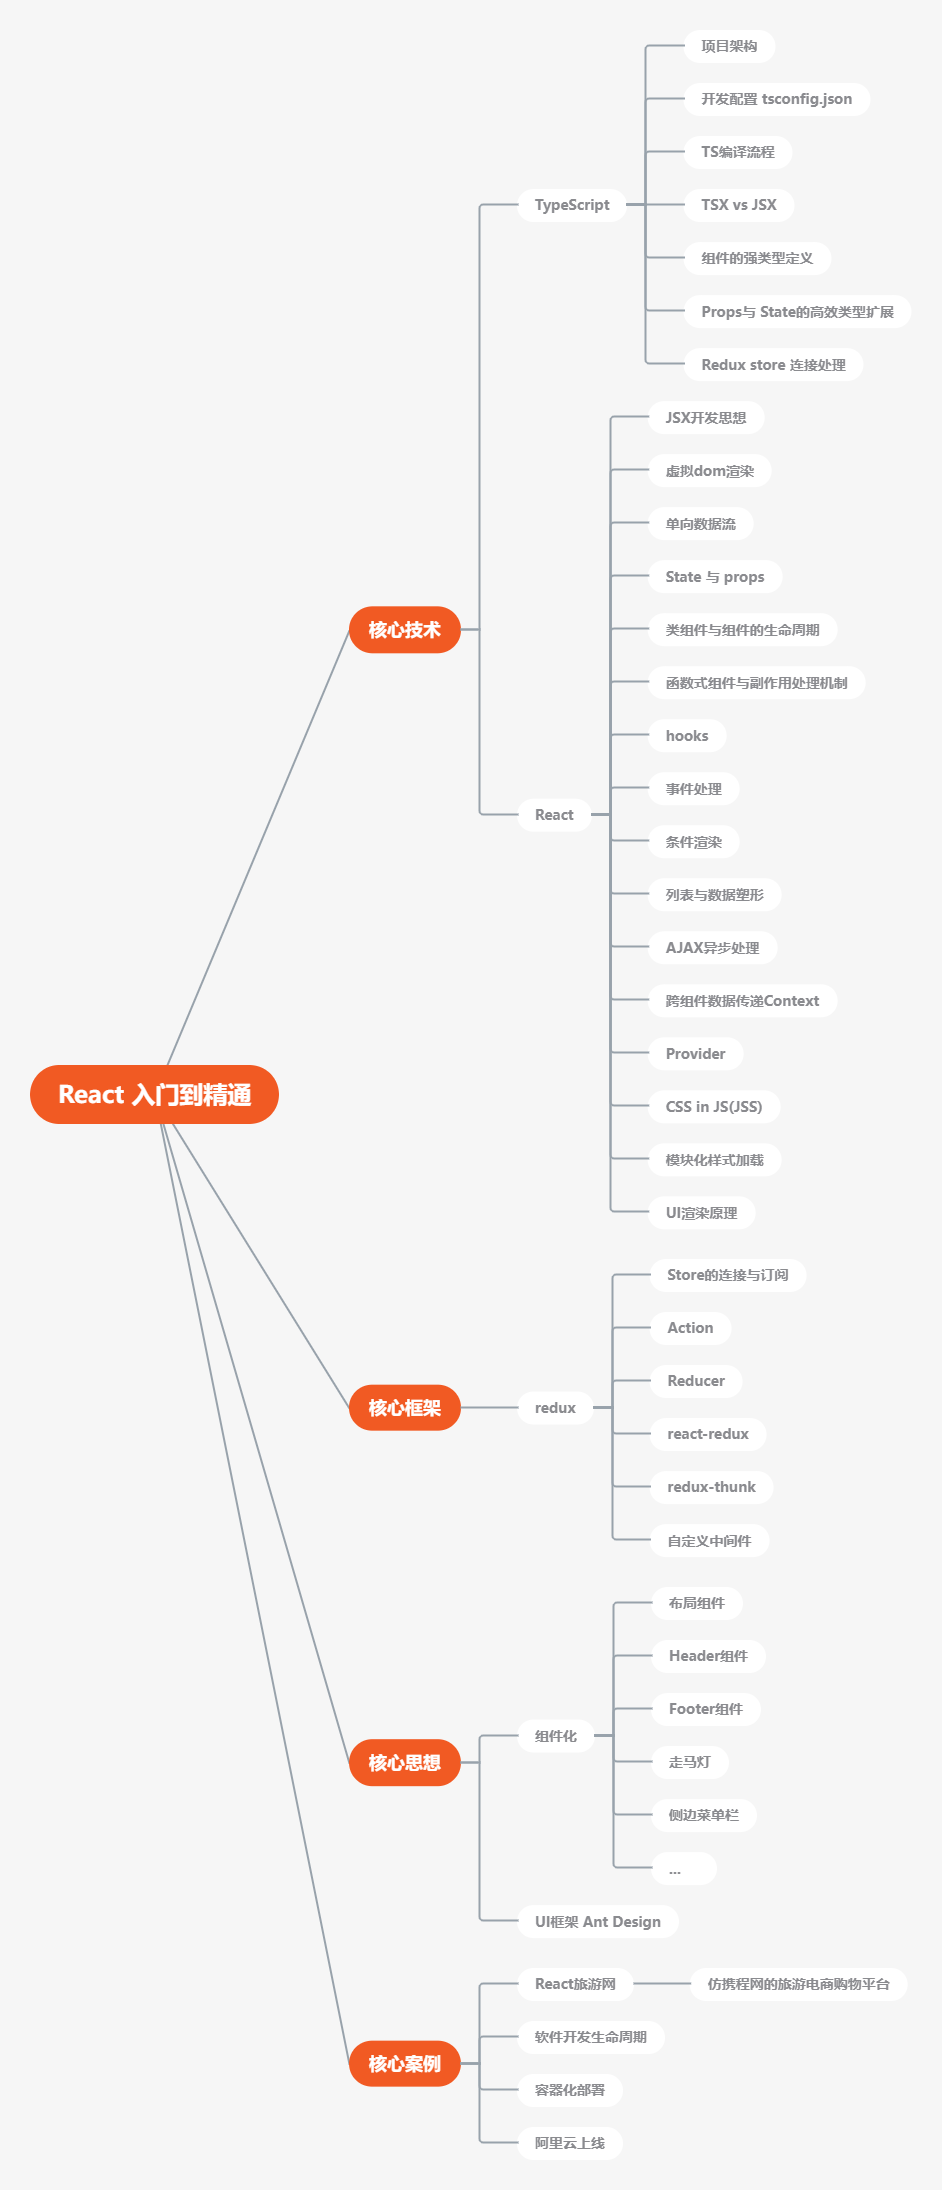 React 入门到精通
核心技术
TypeScript
项目架构
开发配置 tsconfig.json
TS编译流程
TSX vs JSX
组件的强类型定义
Props与 State的高效类型扩展
Redux store 连接处理
React
JSX开发思想
虚拟dom渲染
单向数据流
State 与 props
类组件与组件的生命周期
函数式组件与副作用处理机制
hooks
事件处理
条件渲染
列表与数据塑形
AJAX异步处理
跨组件数据传递Context
Provider
CSS in JS(JSS)
模块化样式加载
UI渲染原理
核心框架
redux
Store的连接与订阅
Action
Reducer
react-redux
redux-thunk
自定义中间件
核心思想
组件化
布局组件
Header组件
Footer组件
走马灯
侧边菜单栏
...
UI框架 Ant Design
核心案例
React旅游网
仿携程网的旅游电商购物平台
软件开发生命周期
容器化部署
阿里云上线